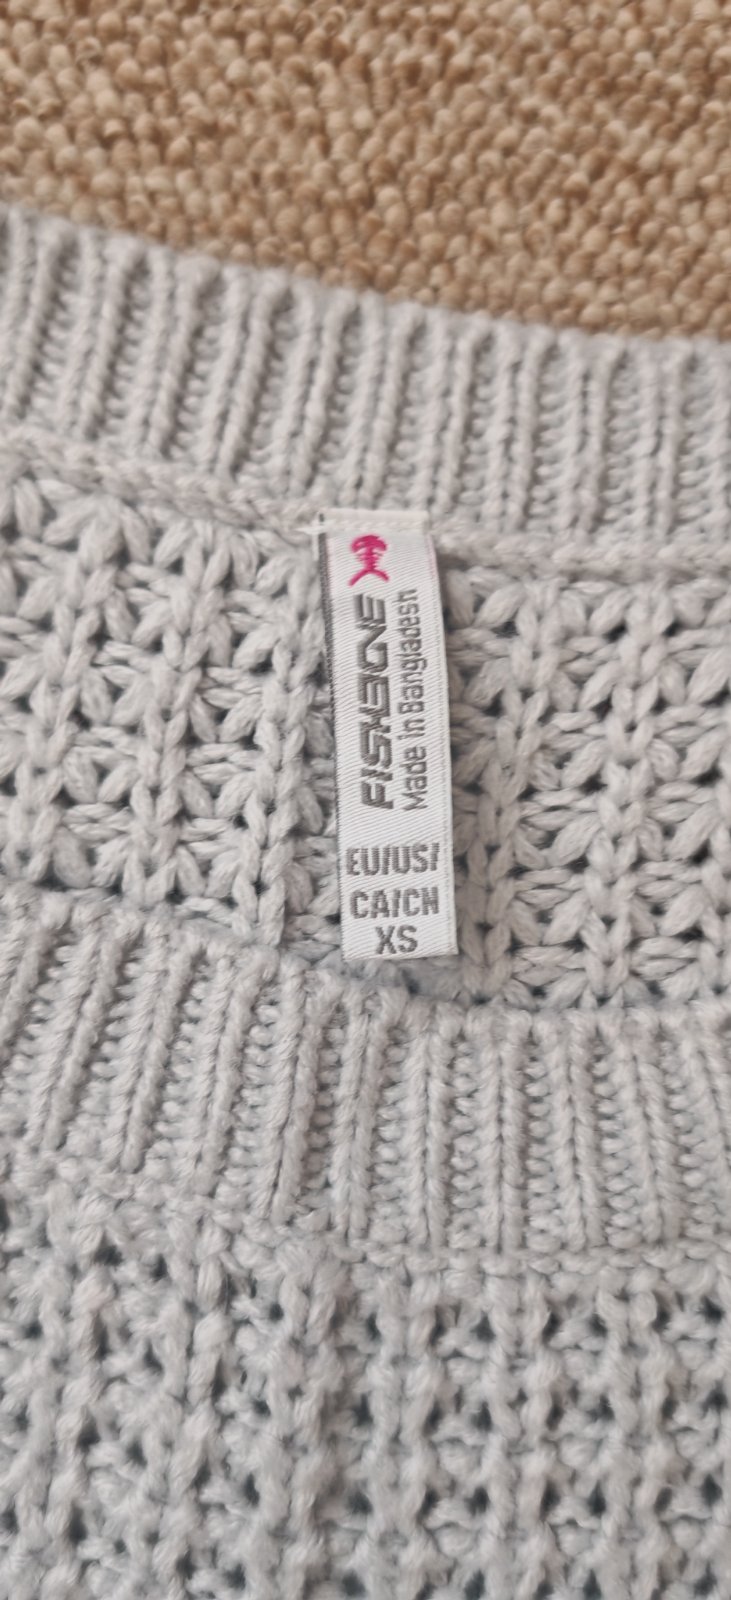 FISHBONE
Made in Bangladesh
EU/US/
CA/CN
XS